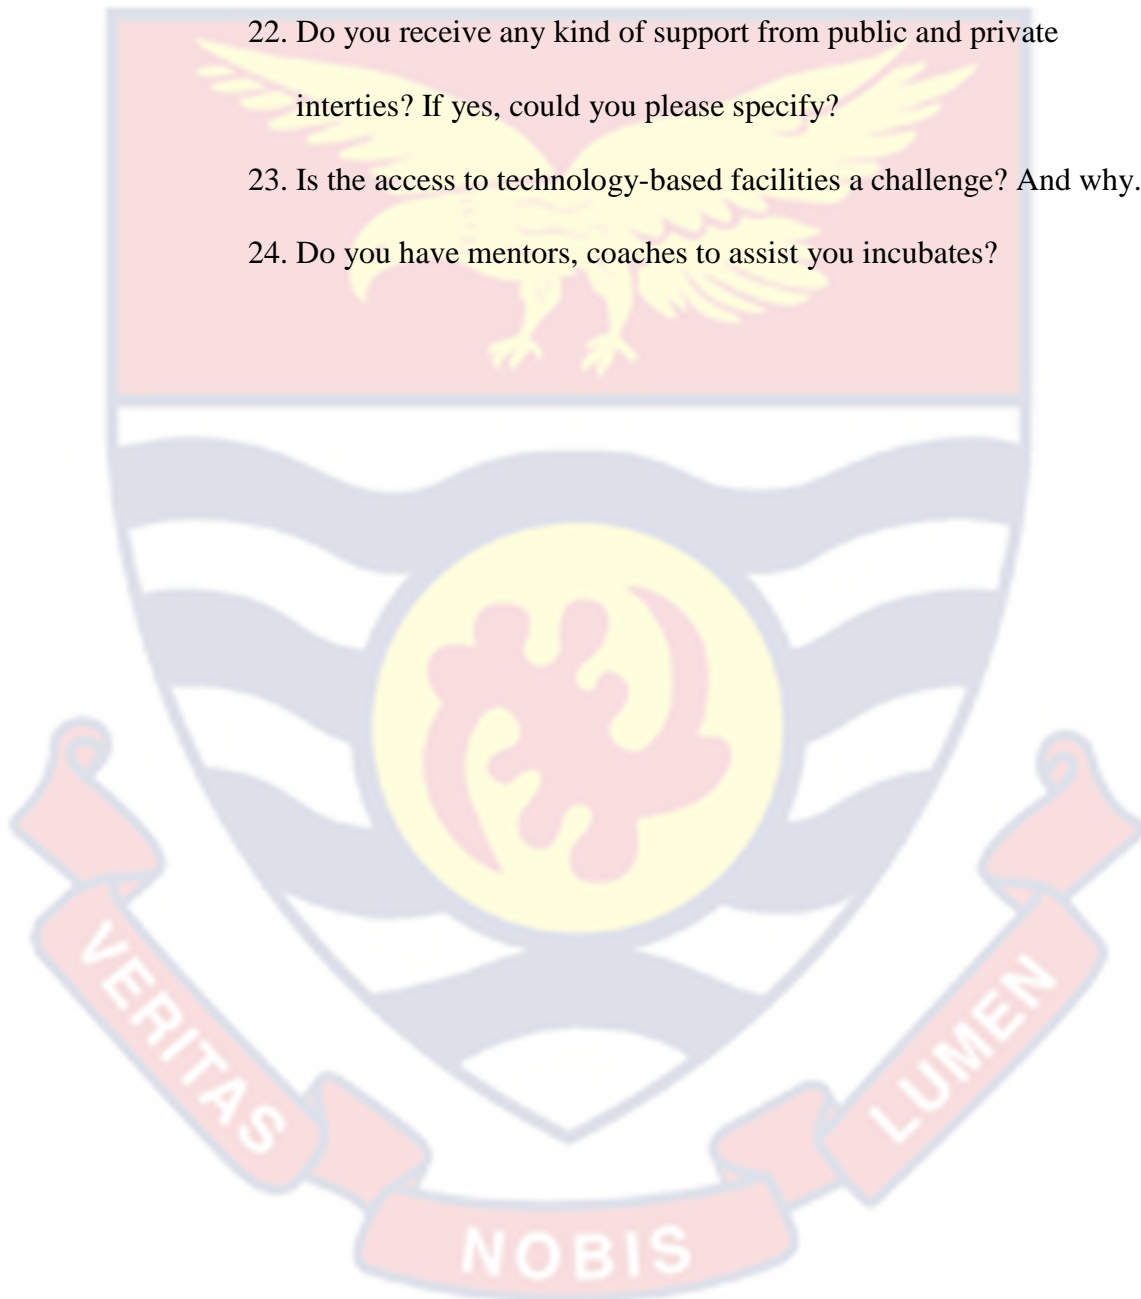 22. Do you receive any kind of support from public and private
interties? If yes, could you please specify?
23. Is the access to technology-based facilities a challenge? And why.
24. Do you have mentors, coaches to assist you incubates?
VERITAS
NOBIS
LUMEN